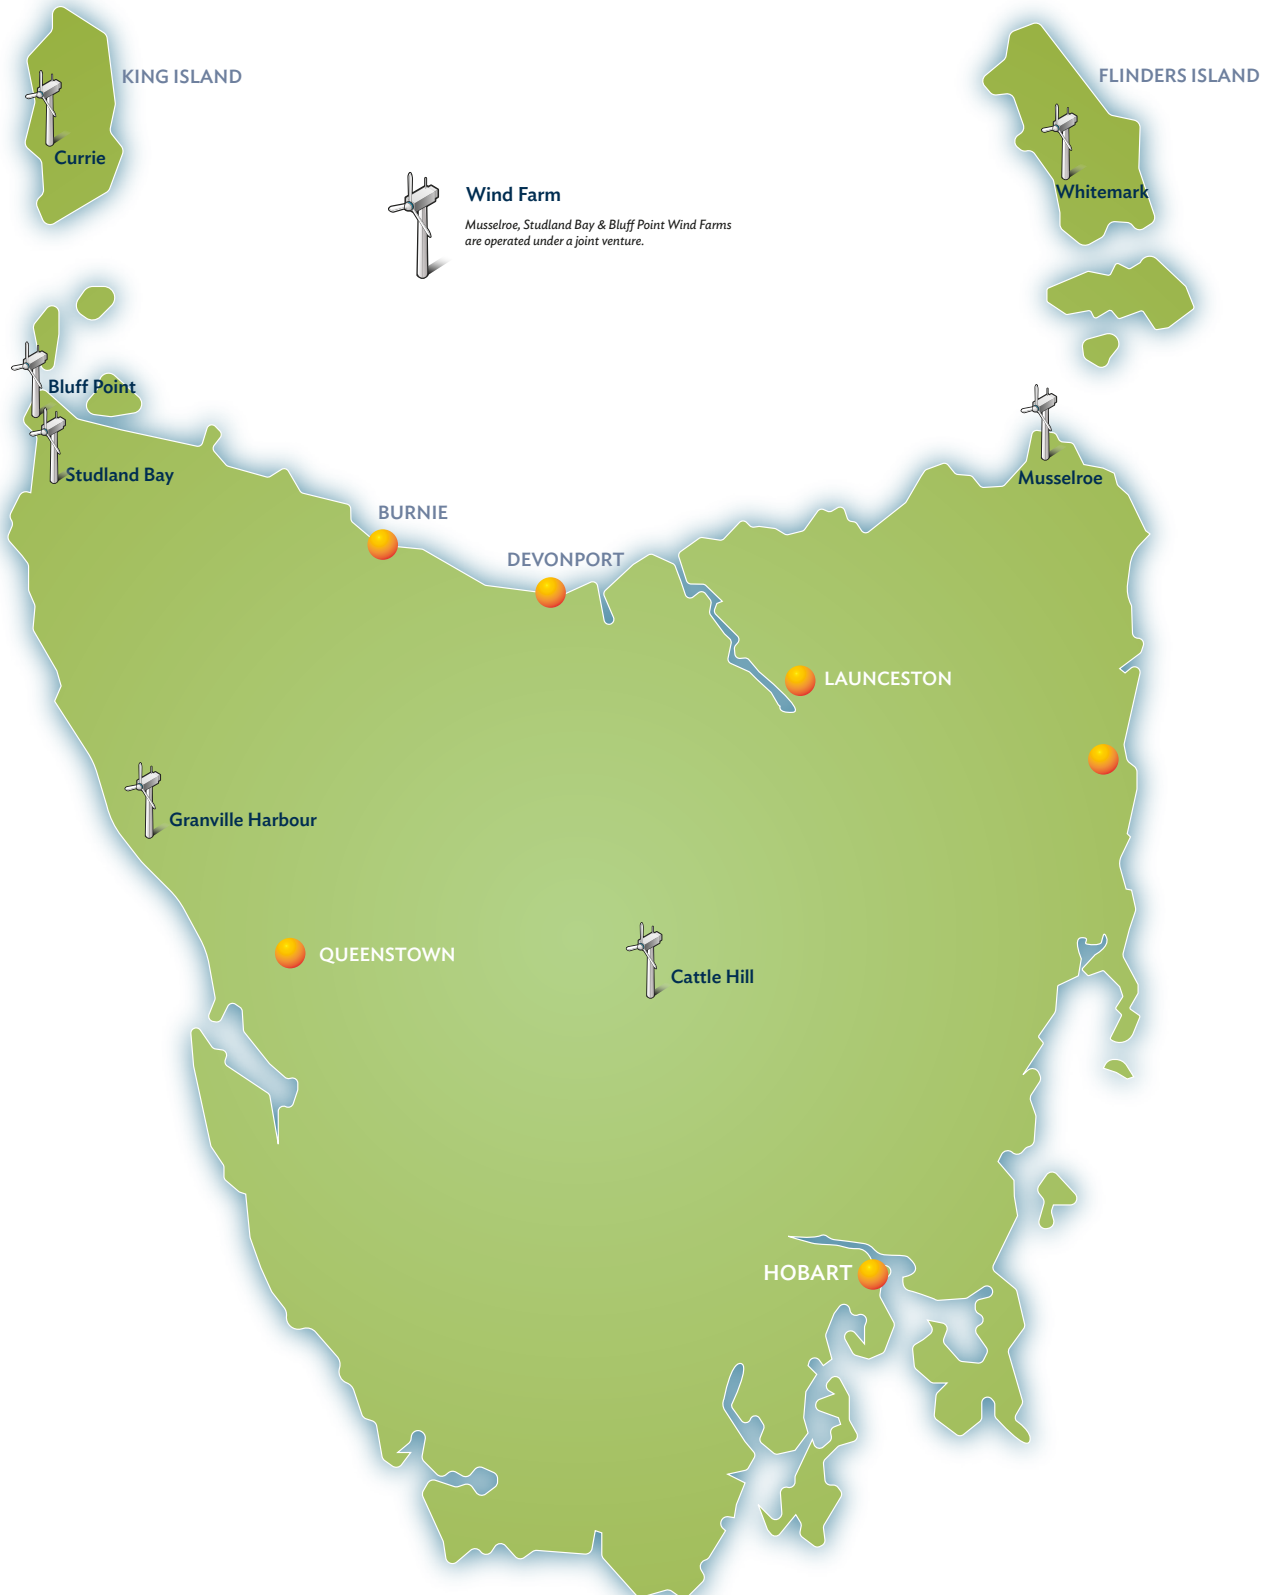 KING ISLAND
FLINDERS ISLAND
Currie
Whitemark
Wind Farm
Musselroe, Studland Bay & Bluff Point Wind Farms
are operated under a joint venture.
Bluff Point
Studland Bay
Musselroe
BURNIE
DEVONPORT
LAUNCESTON
Granville Harbour
QUEENSTOWN
Cattle Hill
HOBART